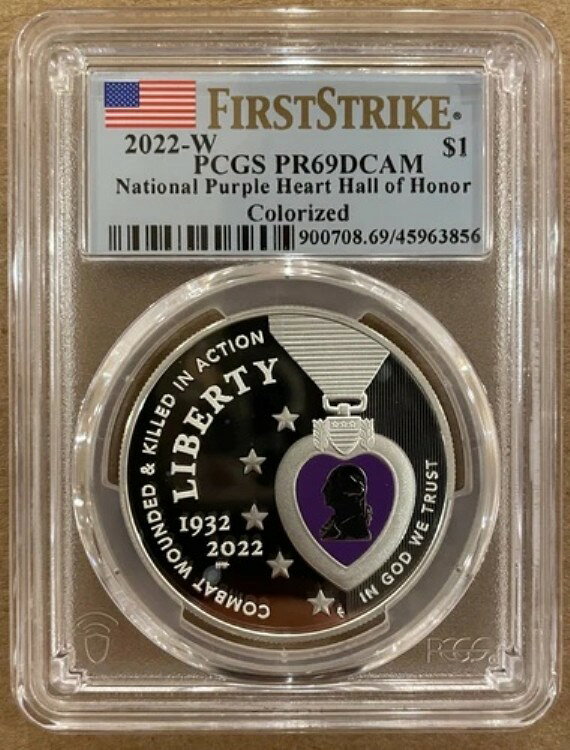 FIRSTSTRIKE®
2022-W $1
PCGS PR69DCAM
National Purple Heart Hall of Honor
Colorized
900708.69/45963856
COMBAT WOUNDED & KILLED IN ACTION
LIBERTY
1932
2022
IN GOD WE TRUST
PCGS